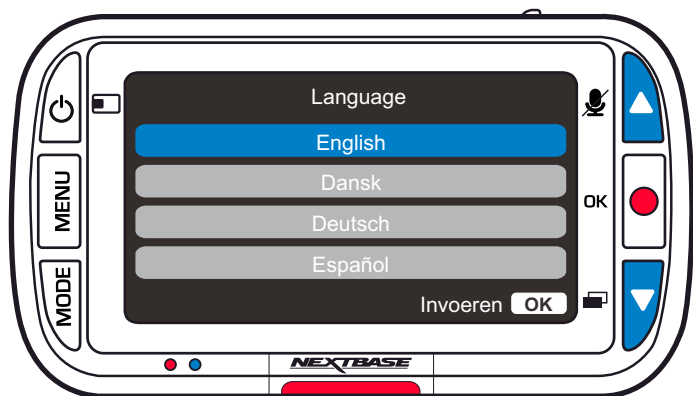 Language
English
Dansk
Deutsch
Español
Invoeren OK
MENU
MODE
OK
NEXTBASE